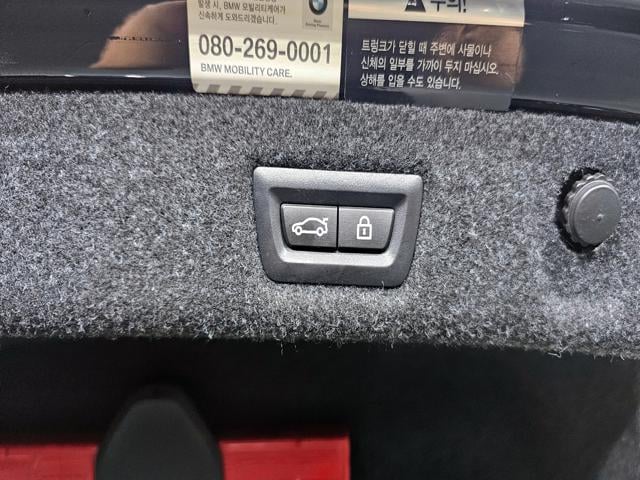 발생 시, BMW 모빌리티케어가
신속하게 도와드리겠습니다.
080-269-0001
BMW MOBILITY CARE.
주의!
트렁크가 닫힐 때 주변에 사물이나
신체의 일부를 가까이 두지 마십시오.
상해를 입을 수도 있습니다.